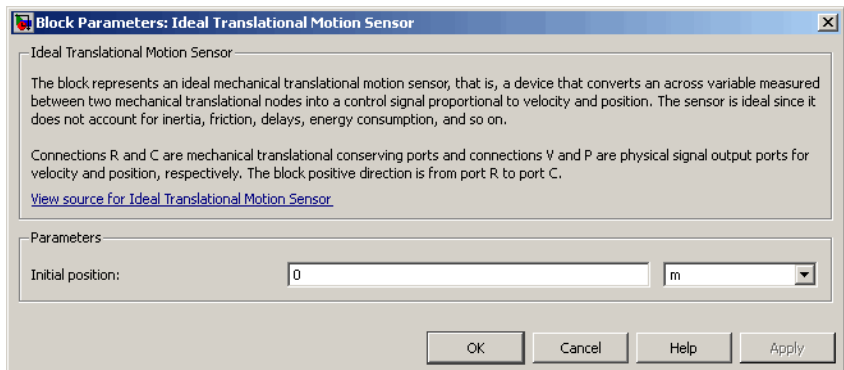 Block Parameters: Ideal Translational Motion Sensor
Ideal Translational Motion Sensor
The block represents an ideal mechanical translational motion sensor, that is, a device that converts an across variable measured
between two mechanical translational nodes into a control signal proportional to velocity and position. The sensor is ideal since it
does not account for inertia, friction, delays, energy consumption, and so on.
Connections R and C are mechanical translational conserving ports and connections V and P are physical signal output ports for
velocity and position, respectively. The block positive direction is from port R to port C.
View source for Ideal Translational Motion Sensor
Parameters
Initial position: 0 m
OK Cancel Help Apply